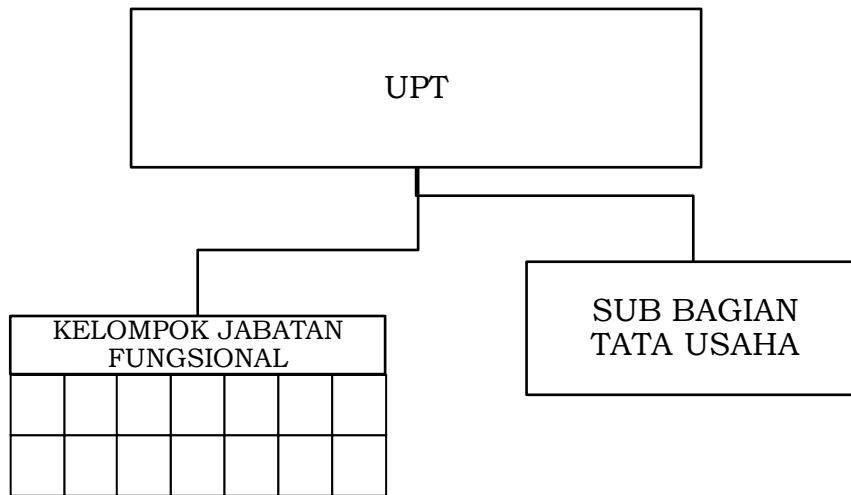 UPT
KELOMPOK JABATAN
FUNGSIONAL
SUB BAGIAN
TATA USAHA